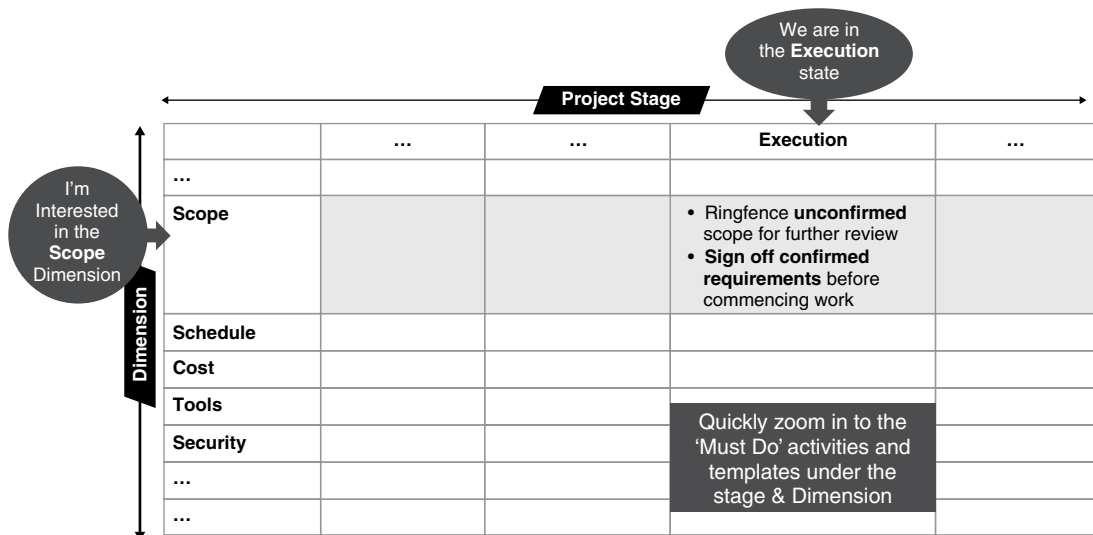 We are in
the Execution
state
Project Stage
... ... Execution ...
...
I'm
Interested
in the
Scope
Dimension
Dimension
Scope
• Ringfence unconfirmed
scope for further review
• Sign off confirmed
requirements before
commencing work
Schedule
Cost
Tools
Security
...
...
Quickly zoom in to the
‘Must Do’ activities and
templates under the
stage & Dimension